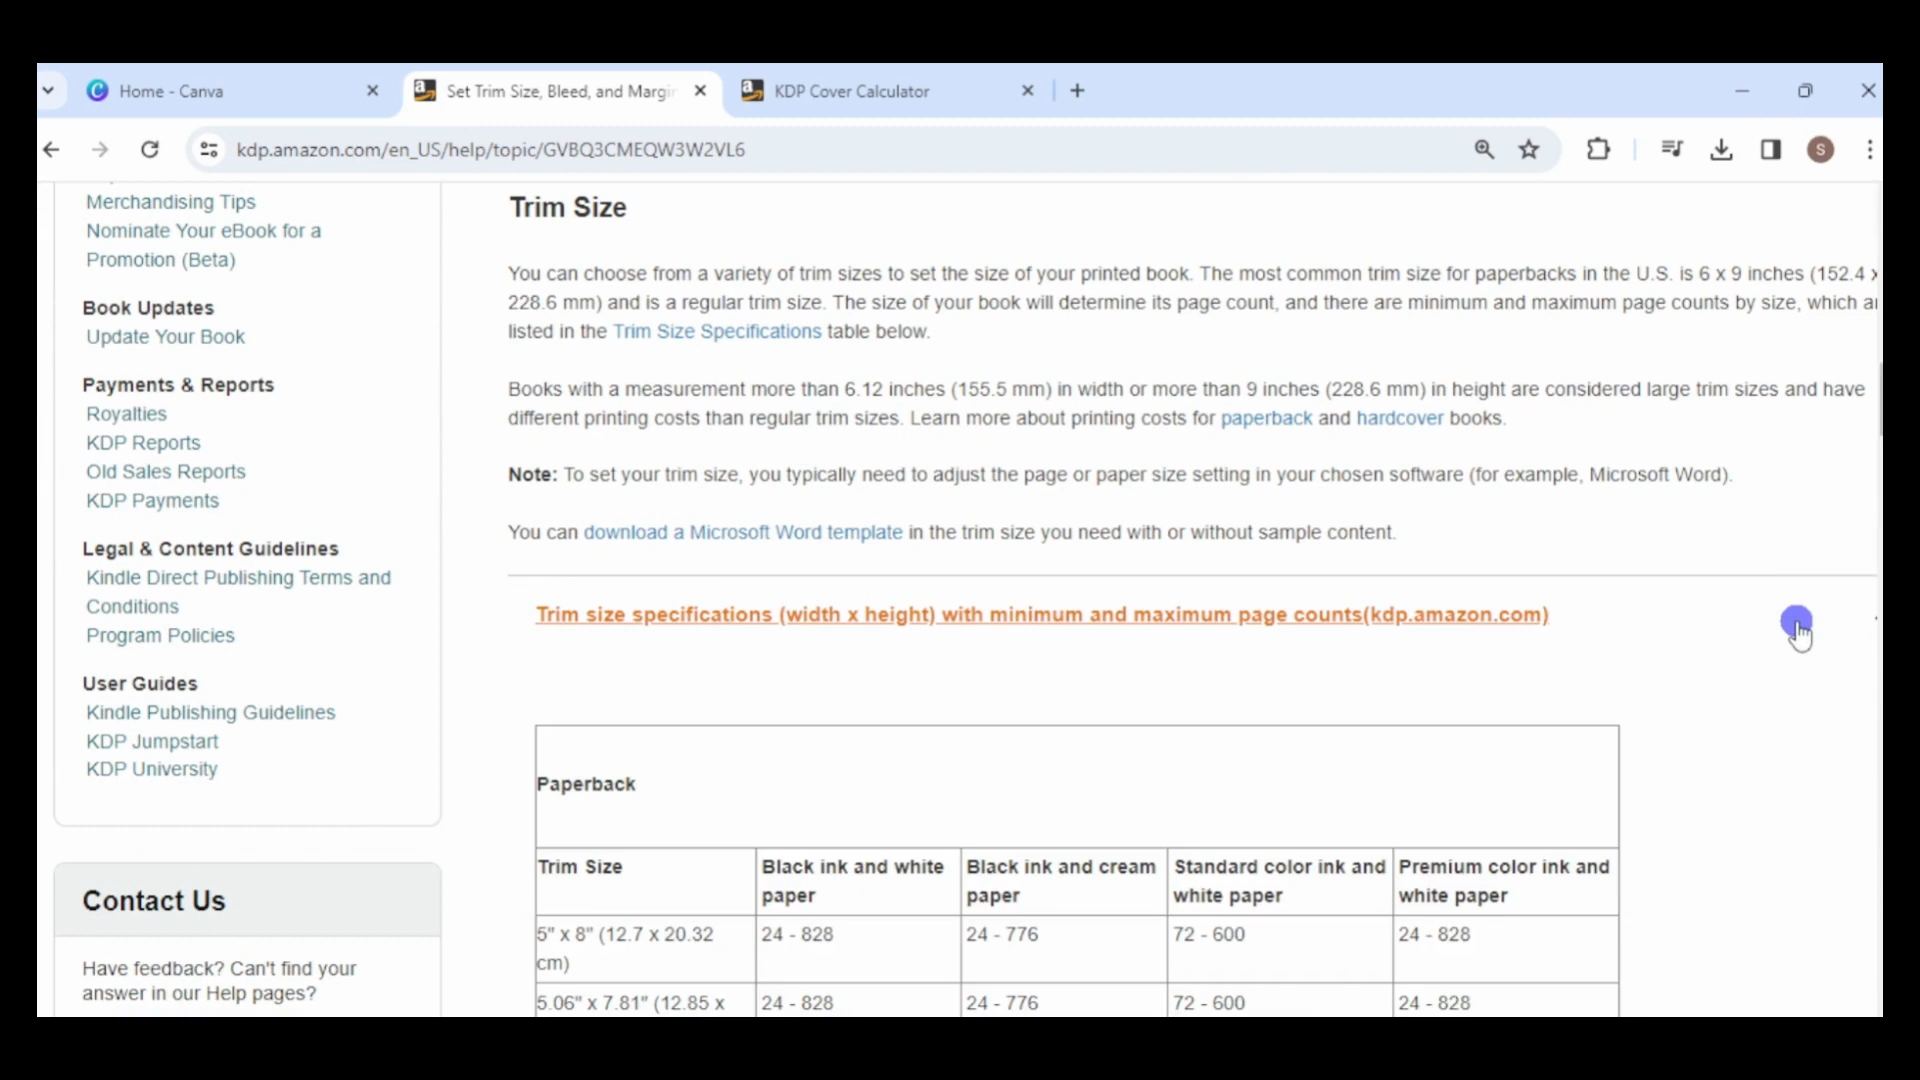 Home - Canva
Set Trim Size, Bleed, and Margin
KDP Cover Calculator
kdp.amazon.com/en_US/help/topic/GVBQ3CMEQW3W2VL6
S
Merchandising Tips
Nominate Your eBook for a
Promotion (Beta)
Book Updates
Update Your Book
Payments & Reports
Royalties
KDP Reports
Old Sales Reports
KDP Payments
Legal & Content Guidelines
Kindle Direct Publishing Terms and
Conditions
Program Policies
User Guides
Kindle Publishing Guidelines
KDP Jumpstart
KDP University
Contact Us
Have feedback? Can't find your
answer in our Help pages?
Trim Size
You can choose from a variety of trim sizes to set the size of your printed book. The most common trim size for paperbacks in the U.S. is 6 x 9 inches (152.4 x
228.6 mm) and is a regular trim size. The size of your book will determine its page count, and there are minimum and maximum page counts by size, which
listed in the Trim Size Specifications table below.
Books with a measurement more than 6.12 inches (155.5 mm) in width or more than 9 inches (228.6 mm) in height are considered large trim sizes and have
different printing costs than regular trim sizes. Learn more about printing costs for paperback and hardcover books.
Note: To set your trim size, you typically need to adjust the page or paper size setting in your chosen software (for example, Microsoft Word).
You can download a Microsoft Word template in the trim size you need with or without sample content.
Trim size specifications (width x height) with minimum and maximum page counts(kdp.amazon.com)
Paperback
Trim Size
Black ink and white
paper
Black ink and cream
paper
Standard color ink and
white paper
Premium color ink and
white paper
5" x 8" (12.7 x 20.32
cm)
24 - 828
24 - 776
72 - 600
24 - 828
5.06" x 7.81" (12.85 x
24 - 828
24 - 776
72 - 600
24 - 828